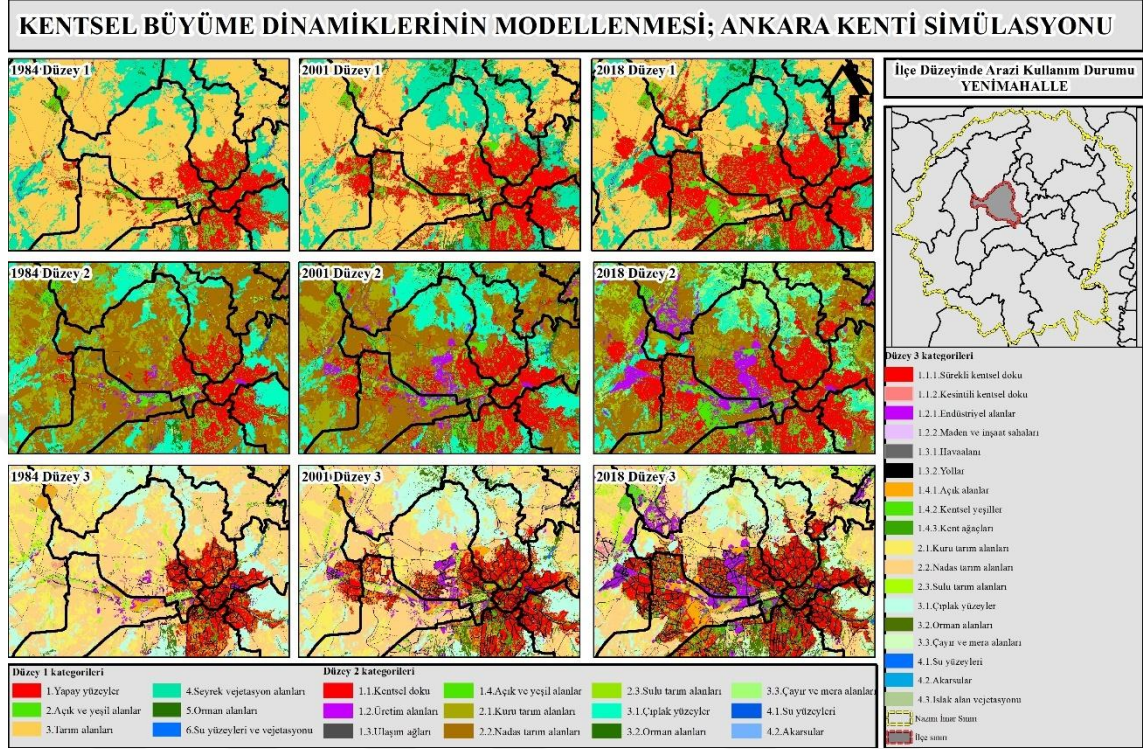 KENTSEL BÜYÜME DİNAMİKLERİNİN MODELLENMESİ; ANKARA KENTİ SİMÜLASYONU
1984 Düzey 1
2001 Düzey 1
2018 Düzey 1
1984 Düzey 2
2001 Düzey 2
2018 Düzey 2
1984 Düzey 3
2001 Düzey 3
2018 Düzey 3
İlçe Düzeyinde Arazi Kullanım Durumu
YENİMAHALLE
Düzey 3 kategorileri
1.1.1.Sürekli kentsel doku
1.1.2.Kesintili kentsel doku
1.2.1.Endüstriyel alanlar
1.2.2.Maden ve inşaat sahaları
1.3.1.Havaalanı
1.3.2.Yollar
1.4.1.Açık alanlar
1.4.2.Kentsel yeşiller
1.4.3.Kent ağaçları
2.1.Kuru tarım alanları
2.2.Nadas tarım alanları
2.3.Sulu tarım alanları
3.1.Çıplak yüzeyler
3.2.Orman alanları
3.3.Çayır ve mera alanları
4.1.Su yüzeyleri
4.2.Akarsular
4.3.Islak alan vejetasyonu
Nazım İmar Sınırı
İlçe sınırı
Düzey 1 kategorileri
1.Yapay yüzeyler
2.Açık ve yeşil alanlar
3.Tarım alanları
4.Seyrek vejetasyon alanları
5.Orman alanları
6.Su yüzeyleri ve vejetasyonu
Düzey 2 kategorileri
1.1.Kentsel doku
1.2.Üretim alanları
1.3.Ulaşım ağları
1.4.Açık ve yeşil alanlar
2.1.Kuru tarım alanları
2.2.Nadas tarım alanları
2.3.Sulu tarım alanları
3.1.Çıplak yüzeyler
3.2.Orman alanları
3.3.Çayır ve mera alanları
4.1.Su yüzeyleri
4.2.Akarsular